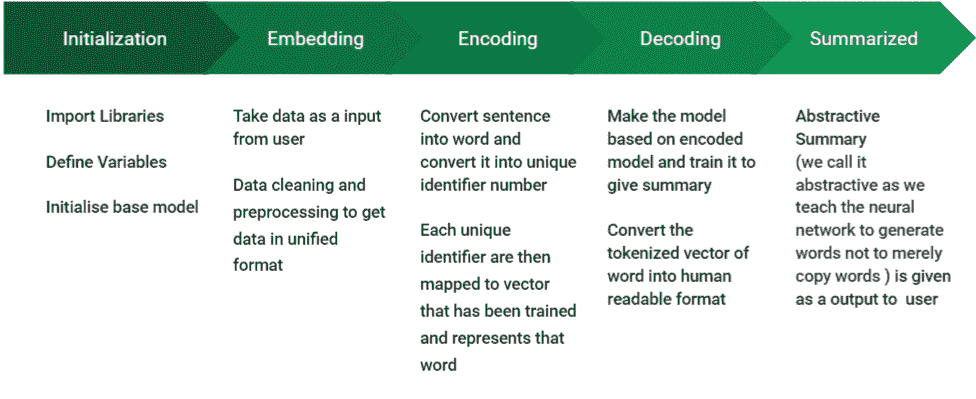 Initialization
Embedding
Encoding
Decoding
Summarized
Import Libraries
Define Variables
Initialise base model
Take data as a input
from user
Data cleaning and
preprocessing to get
data in unified
format
Convert sentence
into word and
convert it into unique
identifier number
Each unique
identifier are then
mapped to vector
that has been trained
and represents that
word
Make the model
based on encoded
model and train it to
give summary
Convert the
tokenized vector of
word into human
readable format
Abstractive
Summary
(we call it
abstractive as we
teach the neural
network to generate
words not to merely
copy words ) is given
as a output to user